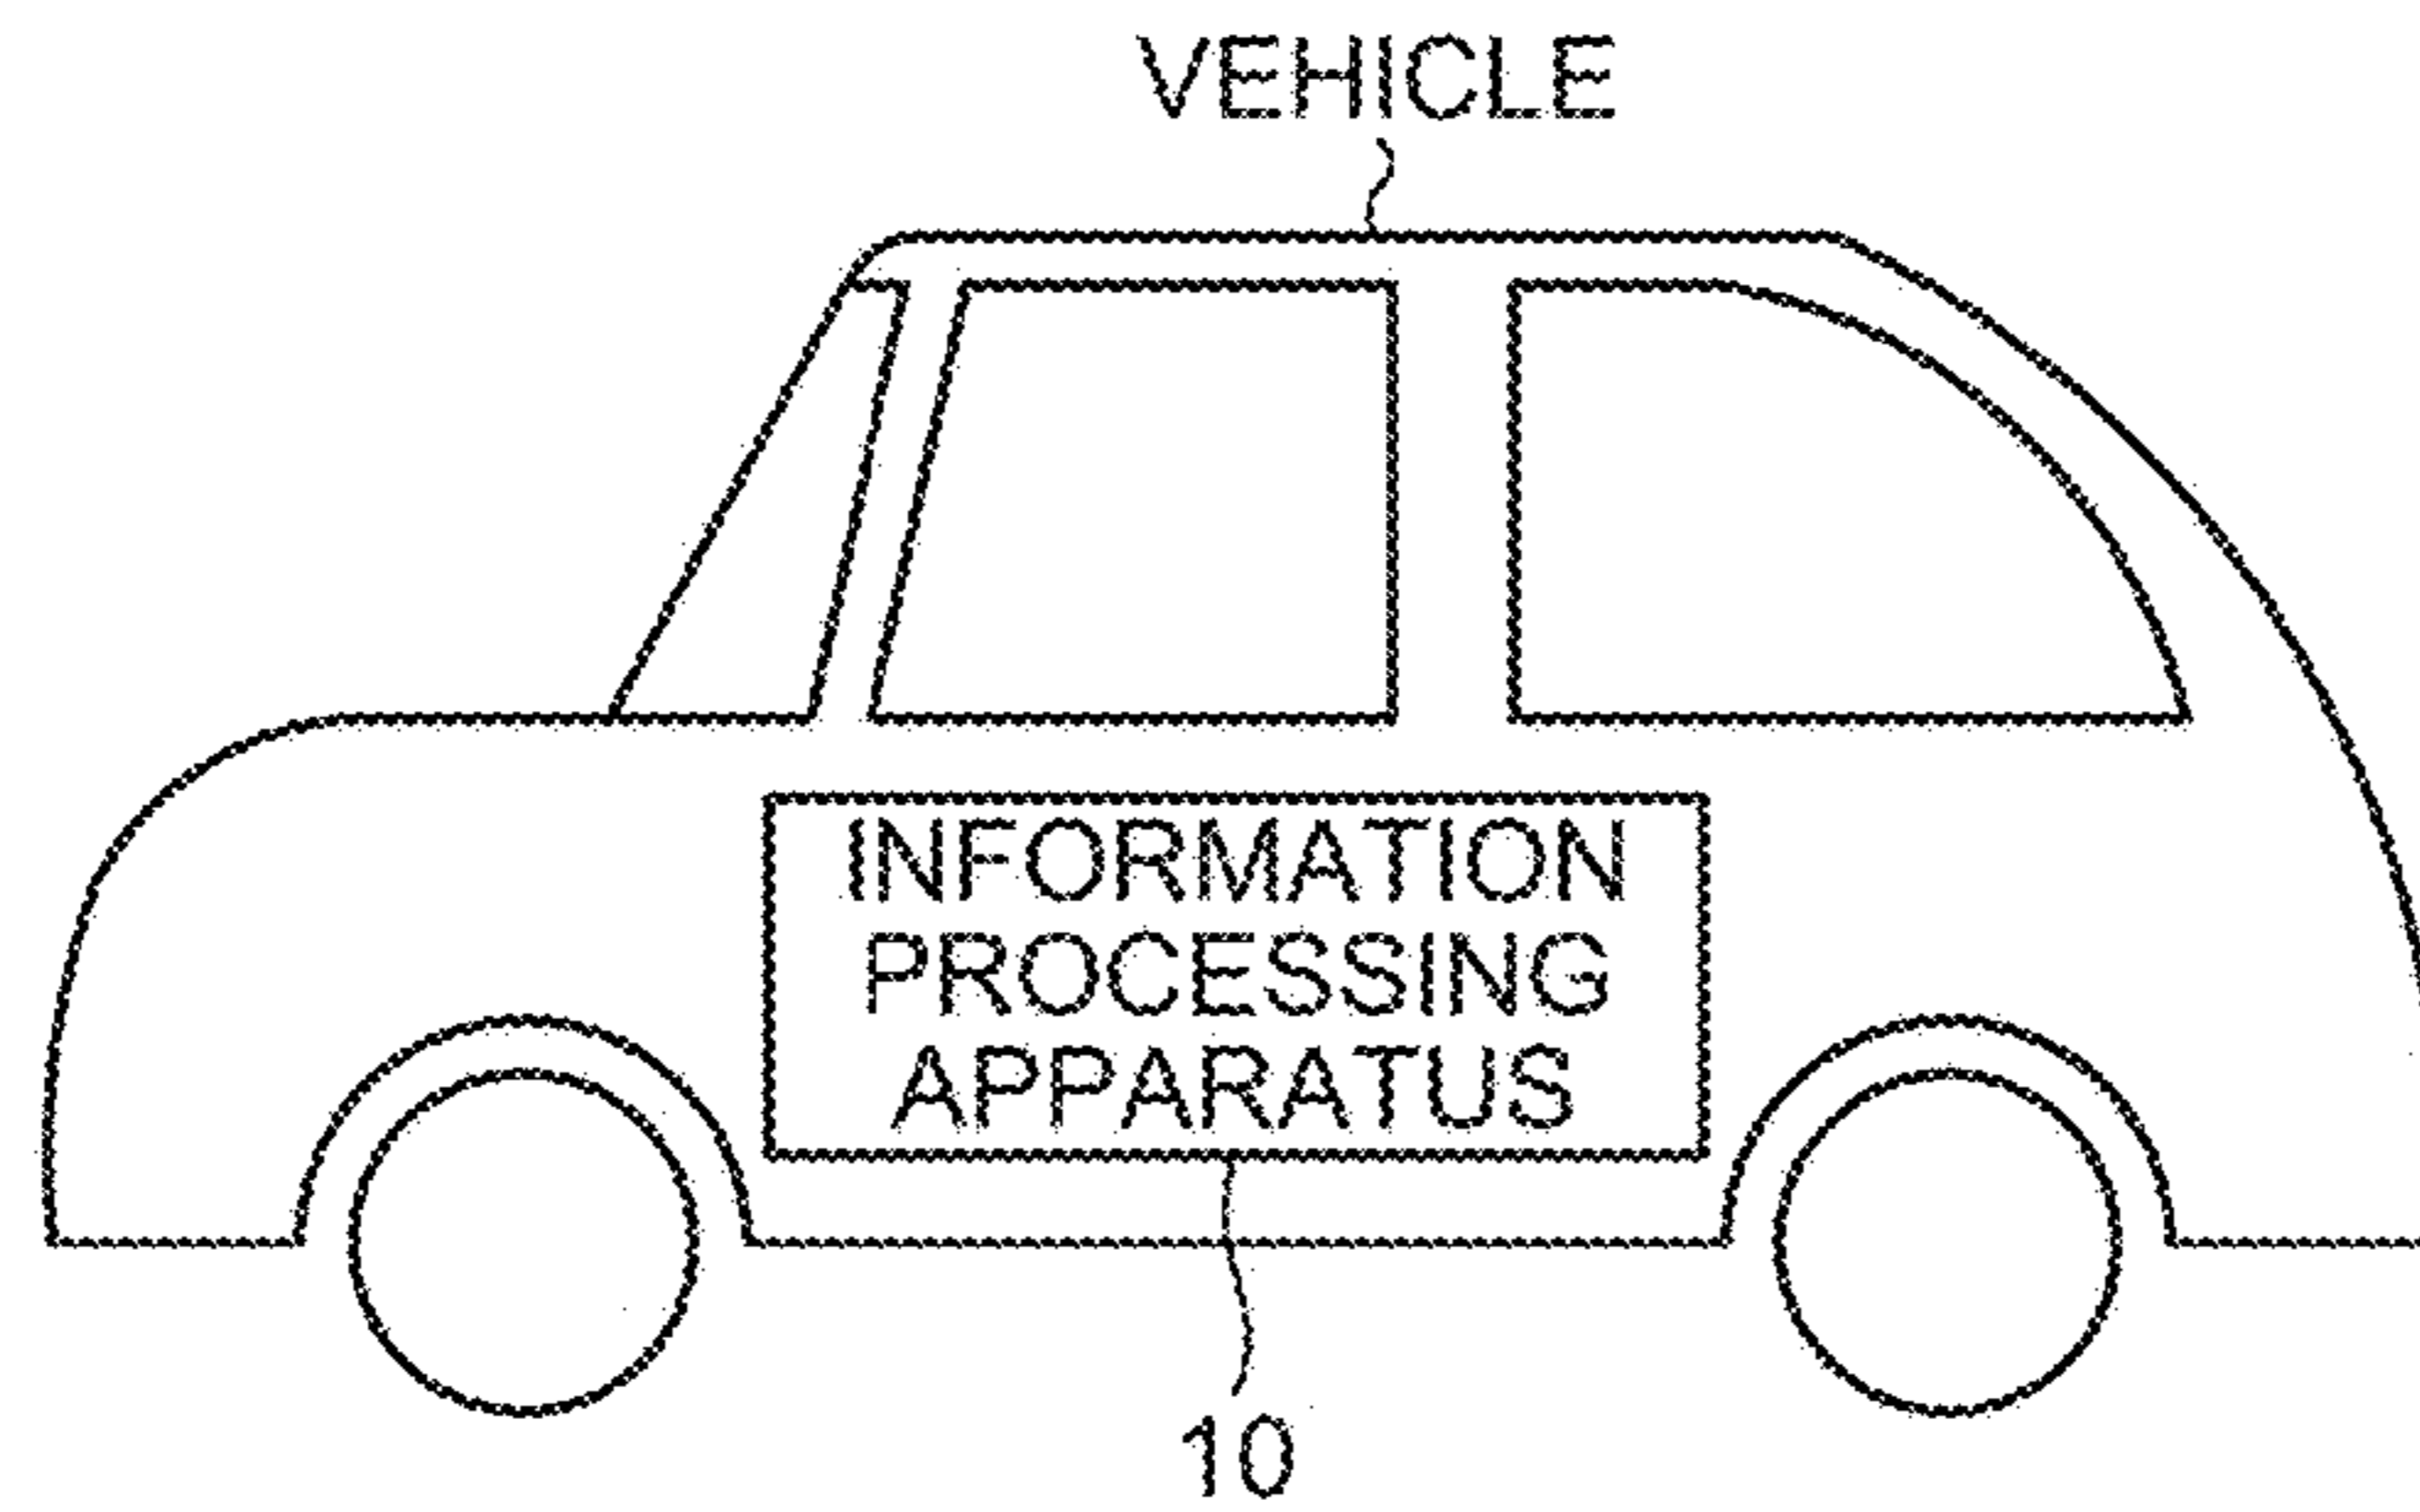 VEHICLE
INFORMATION
PROCESSING
APPARATUS
10